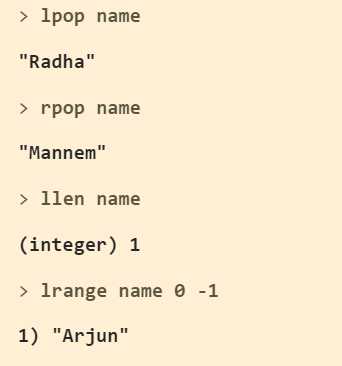 > lpop name
"Radha"
> rpop name
"Mannem"
> llen name
(integer) 1
> lrange name 0 -1
1) "Arjun"